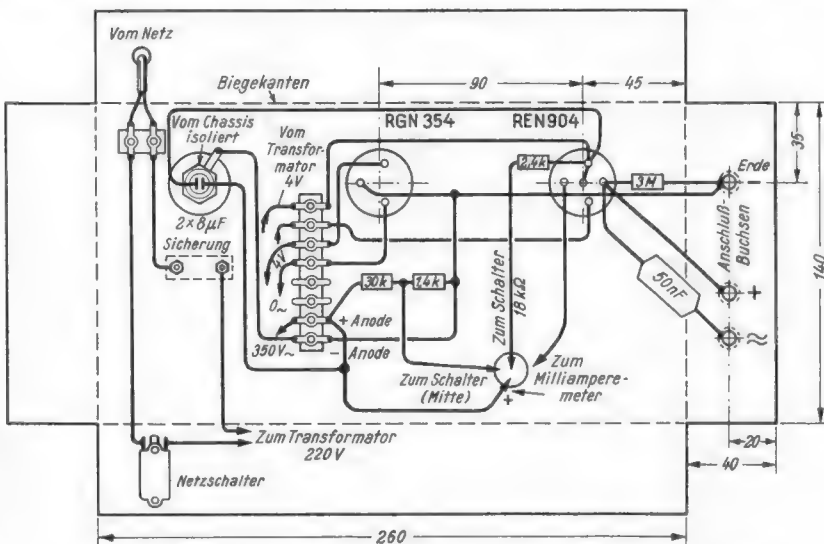 Vom Netz
Biegekanten
90
45
Vom Chassis
isoliert
Vom
Transfor-
mator
4V
RGN 354
REN904
35
2,4k
3M
Erde
2×8µF
Sicherung
4V
0~
30k
1,4k
Zum Schalter
18kΩ
Anschluß-
Buchsen
50nF
140
+
+ Anode
350V~
- Anode
≈
Zum Schalter
(Mitte)
+
Zum
Milliampere-
meter
Zum Transformator
220V
Netzschalter
20
40
260